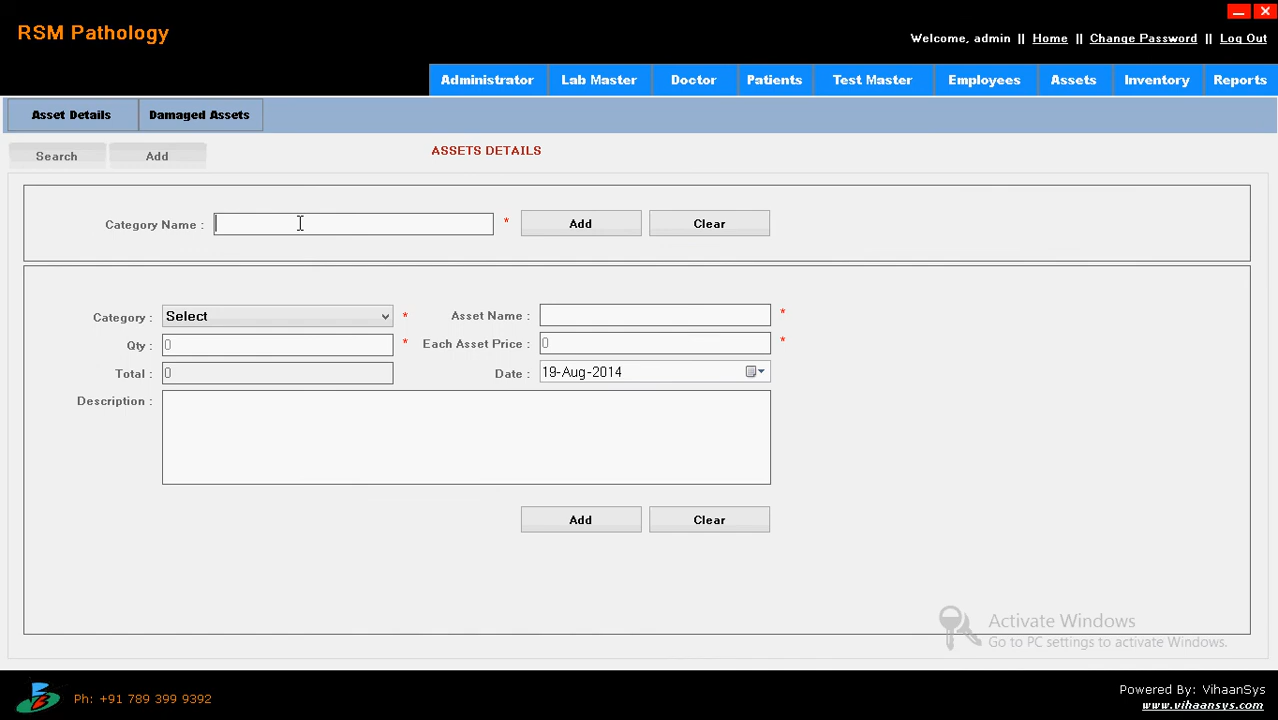 RSM Pathology
Welcome, admin || Home || Change Password || Log Out
Administrator Lab Master Doctor Patients Test Master Employees Assets Inventory Reports
Asset Details Damaged Assets
Search Add ASSETS DETAILS
Category Name : * Add Clear
Category : Select * Asset Name : *
Qty : 0 * Each Asset Price : 0 *
Total : 0 Date : 19-Aug-2014
Description :
Add Clear
Activate Windows
Go to PC settings to activate Windows.
Ph: +91 789 399 9392
Powered By: VihaanSys
www.vihaansys.com